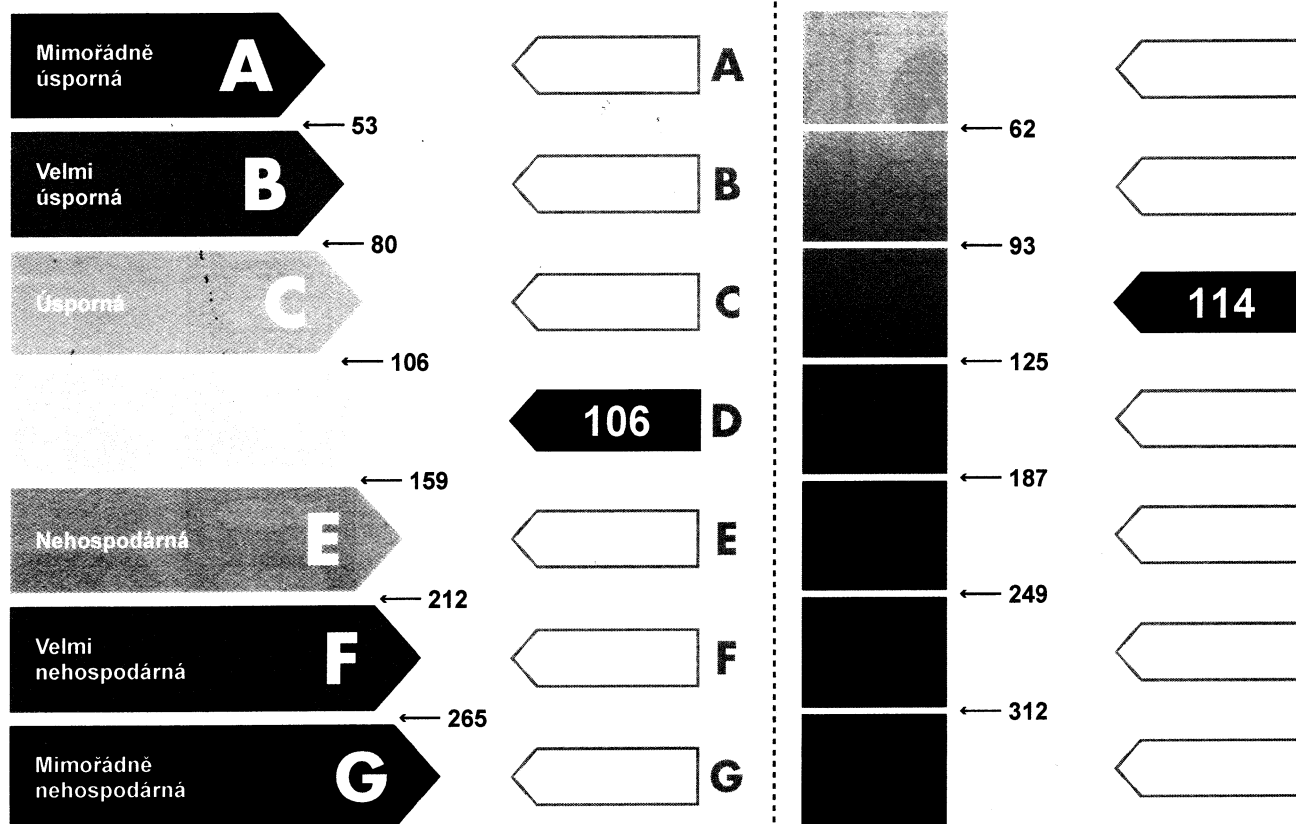 Mimořádně
úsporná
A
A
← 53
← 62
Velmi
úsporná
B
B
← 80
← 93
Úsporná
C
C
114
← 106
← 125
106
D
← 159
← 187
Nehospodárná
E
E
← 212
← 249
Velmi
nehospodárná
F
F
← 265
← 312
Mimořádně
nehospodárná
G
G